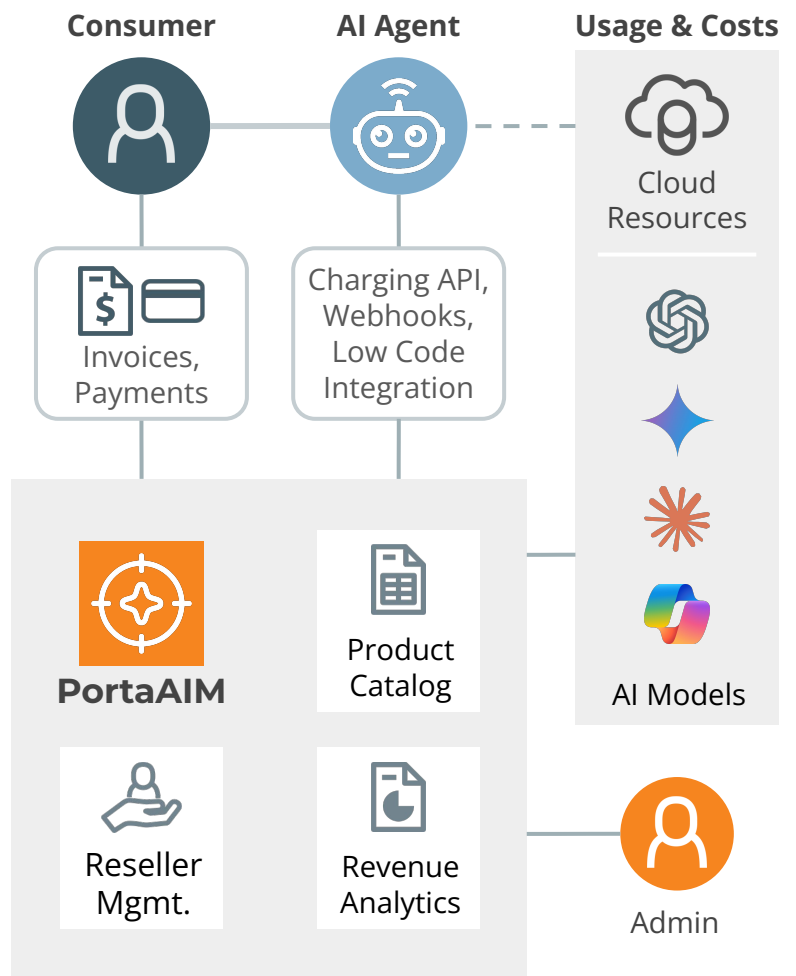 Consumer
AI Agent
Usage & Costs
Cloud
Resources
$
Invoices,
Payments
Charging API,
Webhooks,
Low Code
Integration
AI Models
PortaAIM
Product
Catalog
Reseller
Mgmt.
Revenue
Analytics
Admin